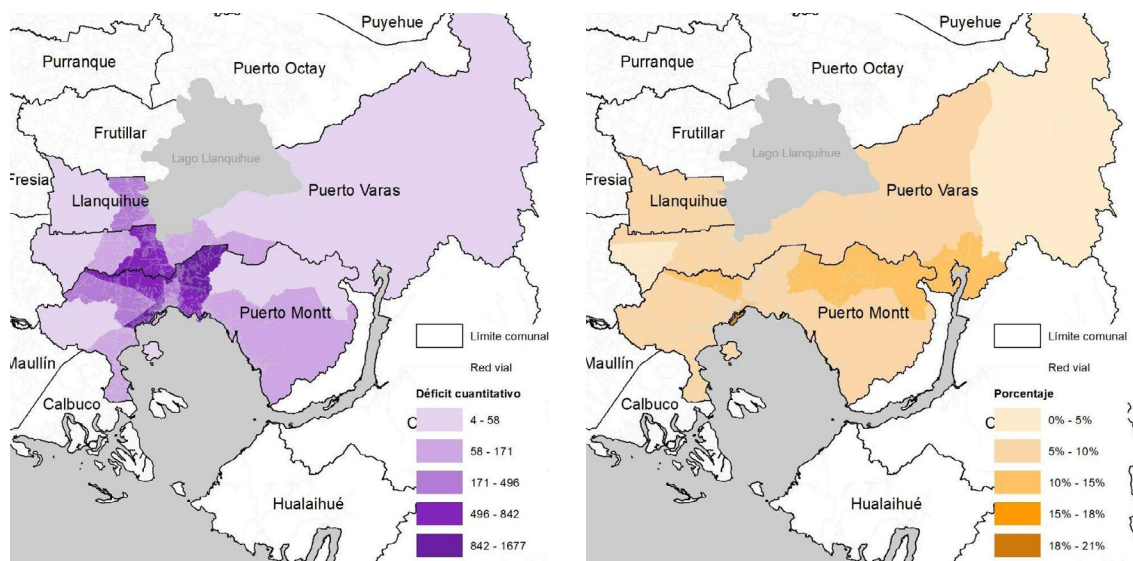 Puyehue
Purranque
Puerto Octay
Frutillar
Lago Llanquihue
Fresia
Puerto Varas
Llanquihue
Puerto Montt
Límite comunal
Maullín
Red vial
Calbuco
Déficit cuantitativo
C
4 - 58
58 - 171
171 - 496
Hualaihué
496 - 842
842 - 1677
Puyehue
Purranque
Puerto Octay
Frutillar
Lago Llanquihue
Fresia
Puerto Varas
Llanquihue
Puerto Montt
Límite comunal
Maullín
Red vial
Calbuco
Porcentaje
C
0% - 5%
5% - 10%
10% - 15%
Hualaihué
15% - 18%
18% - 21%